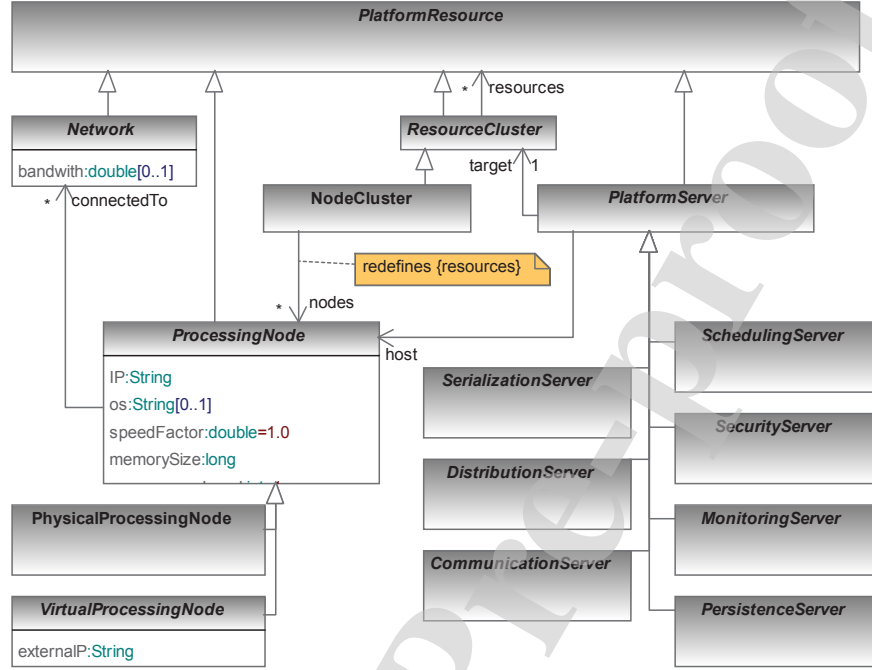 PlatformResource
* resources
Network
bandwith:double[0..1]
* connectedTo
ResourceCluster
target 1
NodeCluster
PlatformServer
redefines {resources}
* nodes
ProcessingNode
IP:String
os:String[0..1]
speedFactor:double=1.0
memorySize:long
host
SchedulingServer
SerializationServer
SecurityServer
DistributionServer
PhysicalProcessingNode
MonitoringServer
CommunicationServer
VirtualProcessingNode
externalP:String
PersistenceServer
Pre-proof